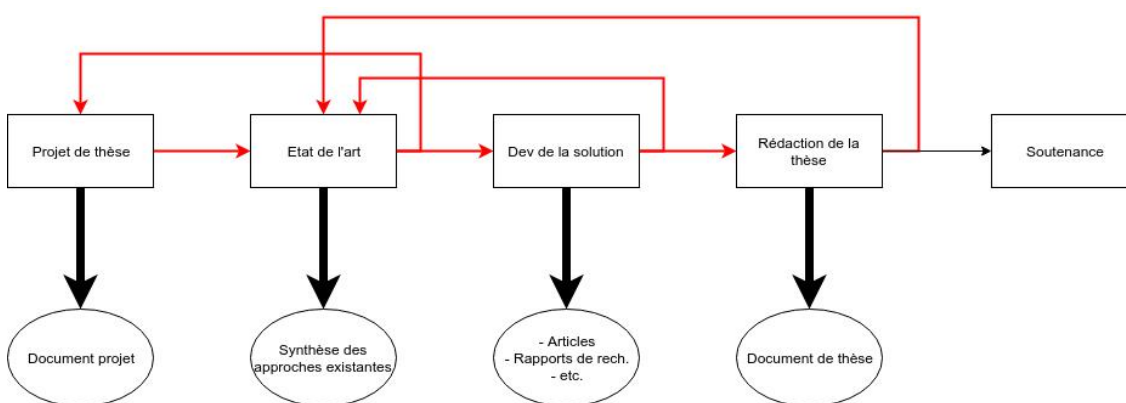 Projet de thèse
Etat de l'art
Dev de la solution
Rédaction de la
thèse
Soutenance
Document projet
Synthèse des
approches existantes
- Articles
- Rapports de rech.
- etc.
Document de thèse